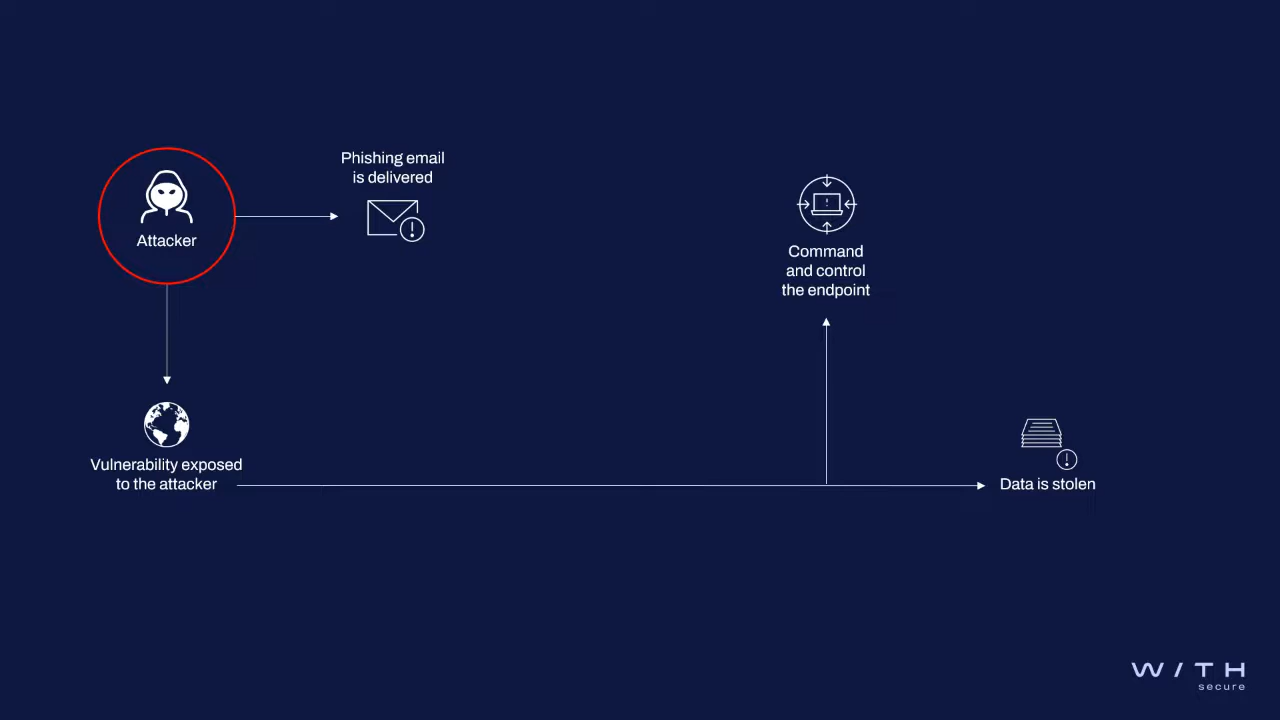 Phishing email
is delivered
Attacker
Command
and control
the endpoint
Vulnerability exposed
to the attacker
Data is stolen
W/TH
secure